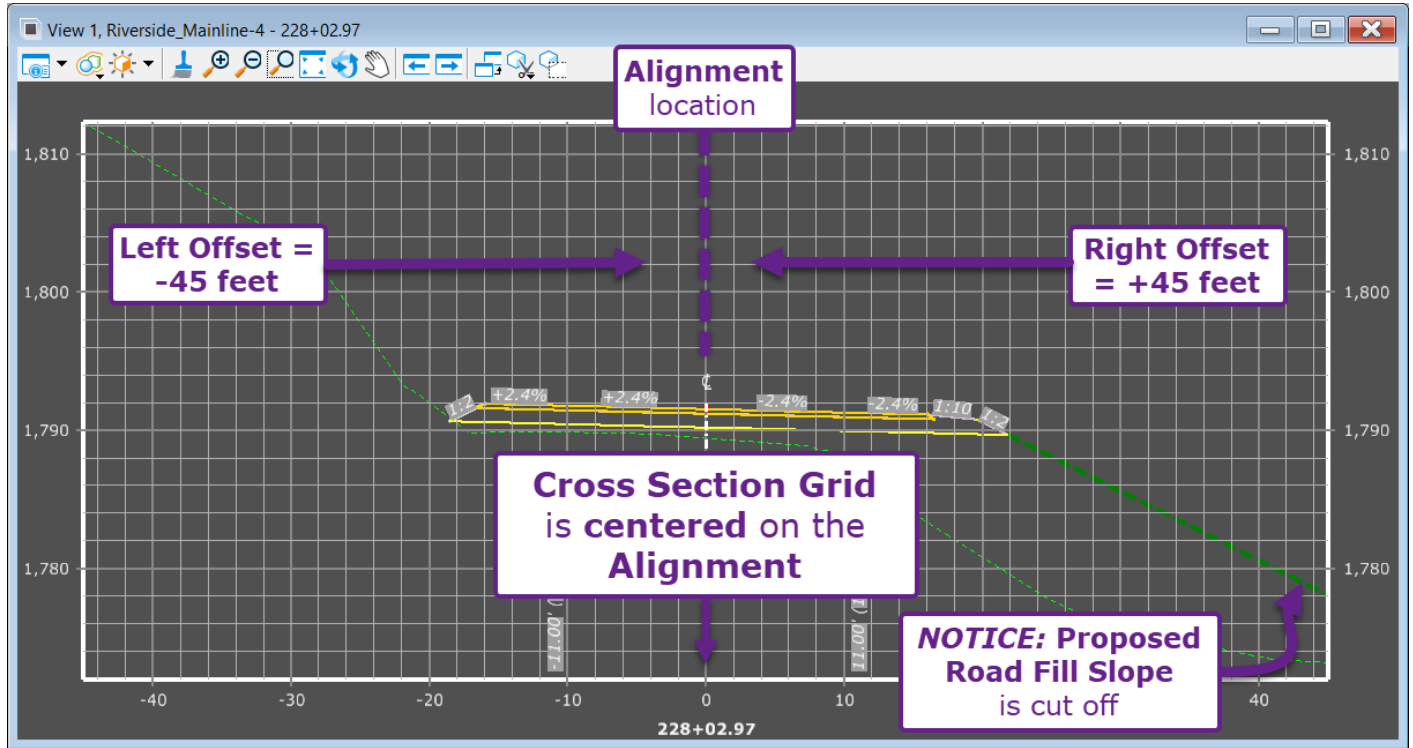 View 1, Riverside_Mainline-4 - 228+02.97
Alignment
location
1,810
1,810
Left Offset =
-45 feet
Right Offset
= +45 feet
1,800
1,800
℄
1:2
+2.4%
+2.4%
-2.4%
-2.4%
1:10
1:2
1,790
1,790
Cross Section Grid
is centered on the
Alignment
1,780
1,780
-11.00' (
11.00' (
NOTICE: Proposed
Road Fill Slope
is cut off
-40
-30
-20
-10
0
10
40
228+02.97